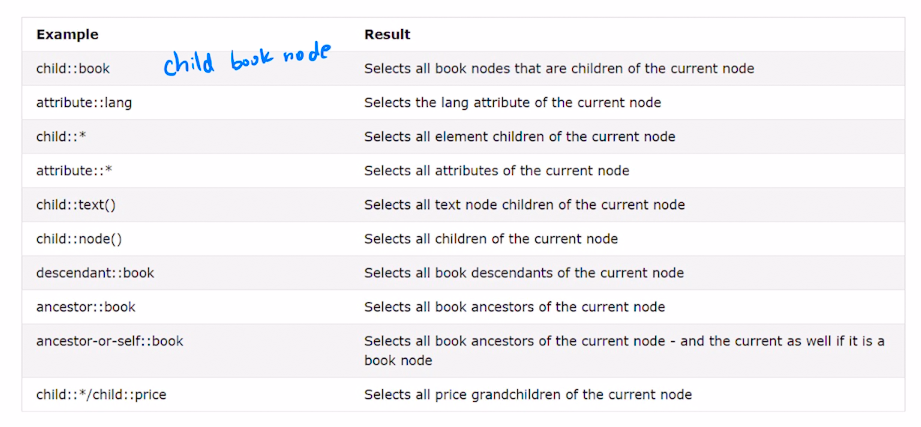 Example Result
child::book child book node Selects all book nodes that are children of the current node
attribute::lang Selects the lang attribute of the current node
child::* Selects all element children of the current node
attribute::* Selects all attributes of the current node
child::text() Selects all text node children of the current node
child::node() Selects all children of the current node
descendant::book Selects all book descendants of the current node
ancestor::book Selects all book ancestors of the current node
ancestor-or-self::book Selects all book ancestors of the current node - and the current as well if it is a
book node
child::*/child::price Selects all price grandchildren of the current node